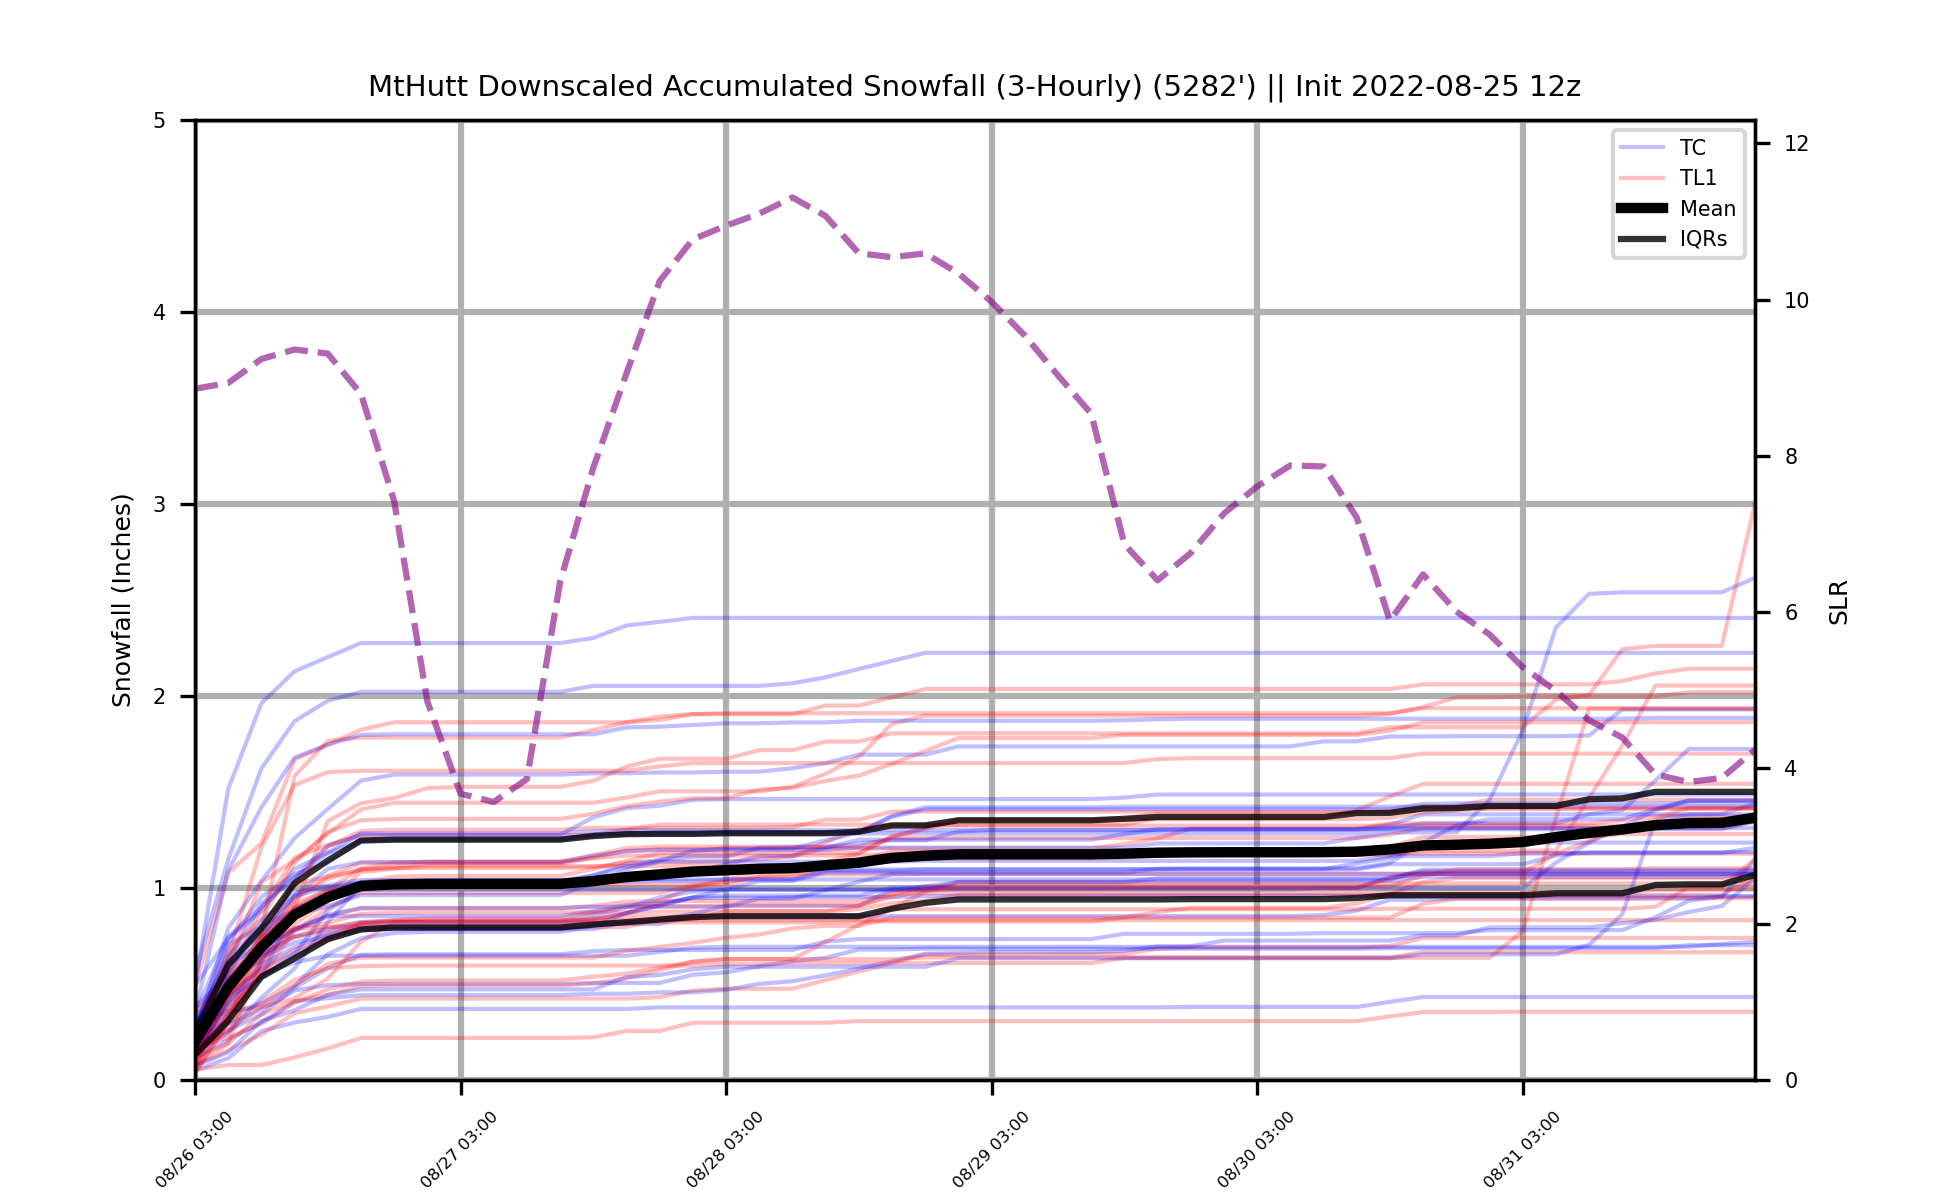 MtHutt Downscaled Accumulated Snowfall (3-Hourly) (5282') || Init 2022-08-25 12z
TC
TL1
Mean
IQRs
Snowfall (Inches)
5
4
3
2
1
0
SLR
12
10
8
6
4
2
0
08/26 03:00
08/27 03:00
08/28 03:00
08/29 03:00
08/30 03:00
08/31 03:00